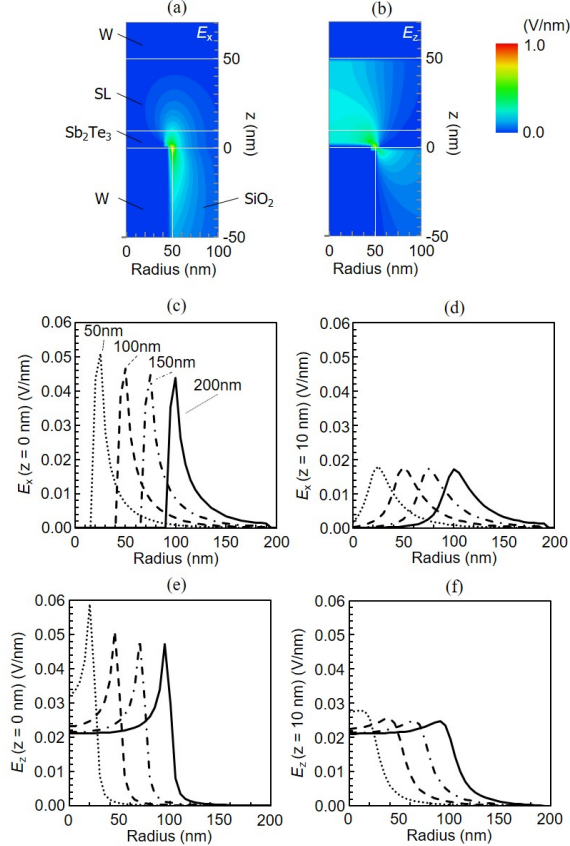 (a)
(b)
(V/nm)
W
Eₓ
E_z
50
50
1.0
0.0
SL
z (nm)
z (nm)
Sb₂Te₃
0
0
W
SiO₂
-50
-50
0 50 100
0 50 100
Radius (nm)
Radius (nm)
(c)
(d)
0.06
0.05
0.04
0.03
0.02
0.01
0.00
Eₓ (z = 0 nm) (V/nm)
50nm
100nm
150nm
200nm
0 50 100 150 200
Radius (nm)
0.06
0.05
0.04
0.03
0.02
0.01
0.00
Eₓ (z = 10 nm) (V/nm)
0 50 100 150 200
Radius (nm)
(e)
(f)
0.06
0.05
0.04
0.03
0.02
0.01
0.00
E_z (z = 0 nm) (V/nm)
0 50 100 150 200
Radius (nm)
0.06
0.05
0.04
0.03
0.02
0.01
0.00
E_z (z = 10 nm) (V/nm)
0 50 100 150 200
Radius (nm)